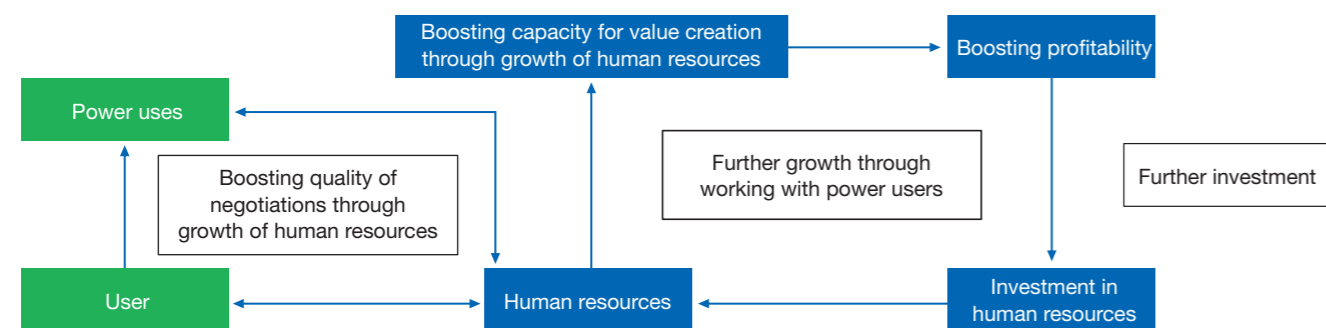 Boosting capacity for value creation
through growth of human resources
Boosting profitability
Power uses
Boosting quality of
negotiations through
growth of human resources
Further growth through
working with power users
Further investment
User
Human resources
Investment in
human resources